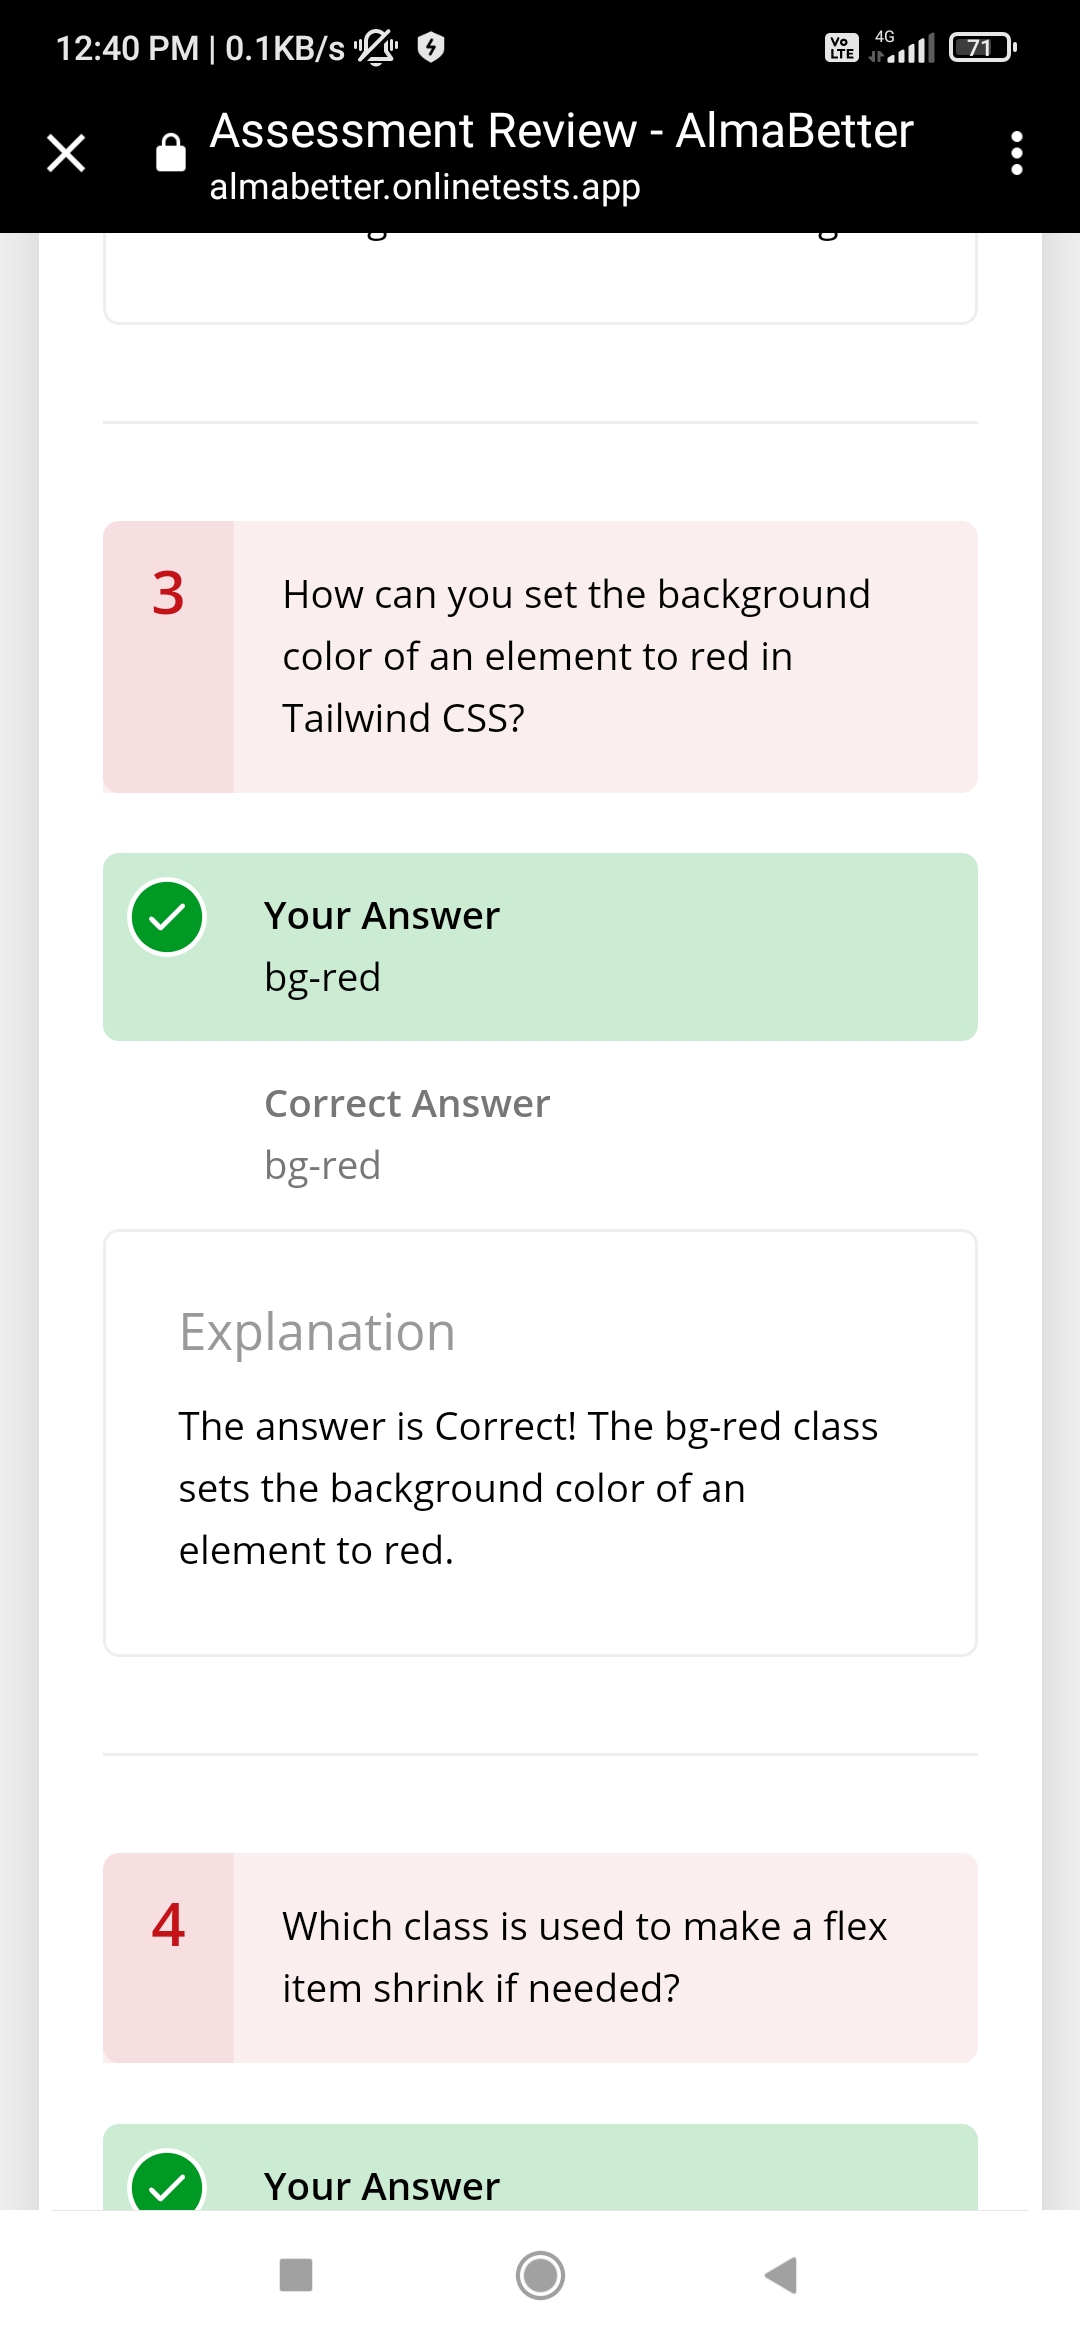 12:40 PM | 0.1KB/s
Vo LTE 4G 71
Assessment Review - AlmaBetter
almabetter.onlinetests.app
3
How can you set the background
color of an element to red in
Tailwind CSS?
Your Answer
bg-red
Correct Answer
bg-red
Explanation
The answer is Correct! The bg-red class
sets the background color of an
element to red.
4
Which class is used to make a flex
item shrink if needed?
Your Answer